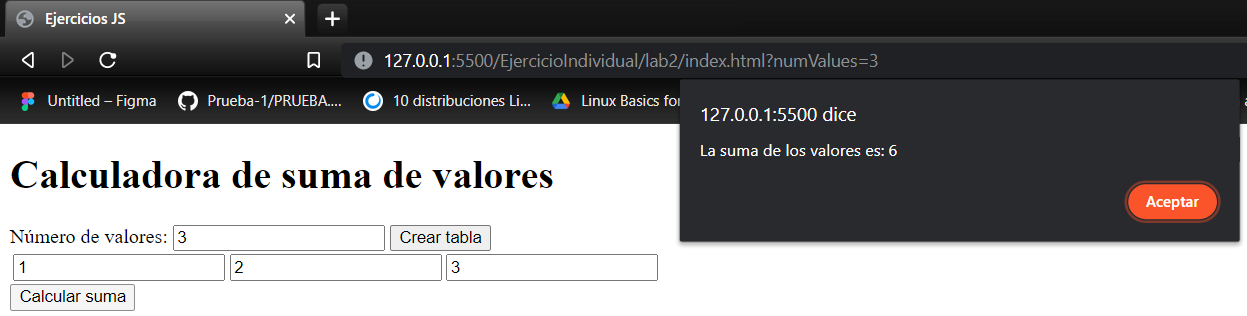 Ejercicios JS
127.0.0.1:5500/EjercicioIndividual/lab2/index.html?numValues=3
Untitled – Figma Prueba-1/PRUEBA.... 10 distribuciones Li... Linux Basics for
127.0.0.1:5500 dice
La suma de los valores es: 6
Aceptar
Calculadora de suma de valores
Número de valores: 3 Crear tabla
1 2 3
Calcular suma